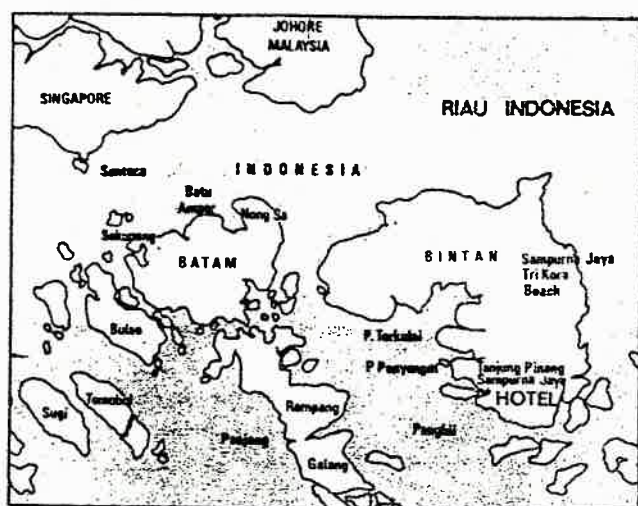 JOHORE
MALAYSIA
SINGAPORE
RIAU INDONESIA
Sentosa
INDONESIA
Batu
Ampar
Nong Sa
Sekupang
BATAM
BINTAN
Sampurna Jaya
Tri Kora
Beach
Bulan
P. Terkulai
P Penyengat
Tanjung Pinang
Sampurna Jaya
HOTEL
Sugi
Rempang
Galang